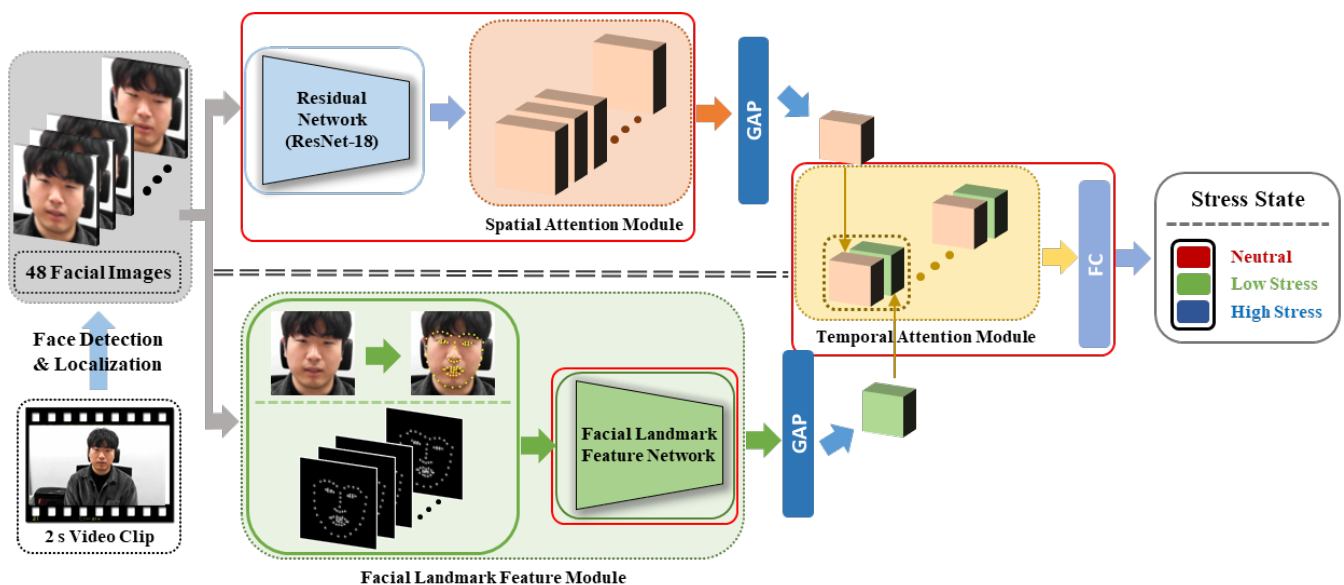 48 Facial Images
Face Detection
& Localization
2 s Video Clip
Residual
Network
(ResNet-18)
Spatial Attention Module
GAP
Facial Landmark
Feature Network
Facial Landmark Feature Module
GAP
Temporal Attention Module
FC
Stress State
Neutral
Low Stress
High Stress